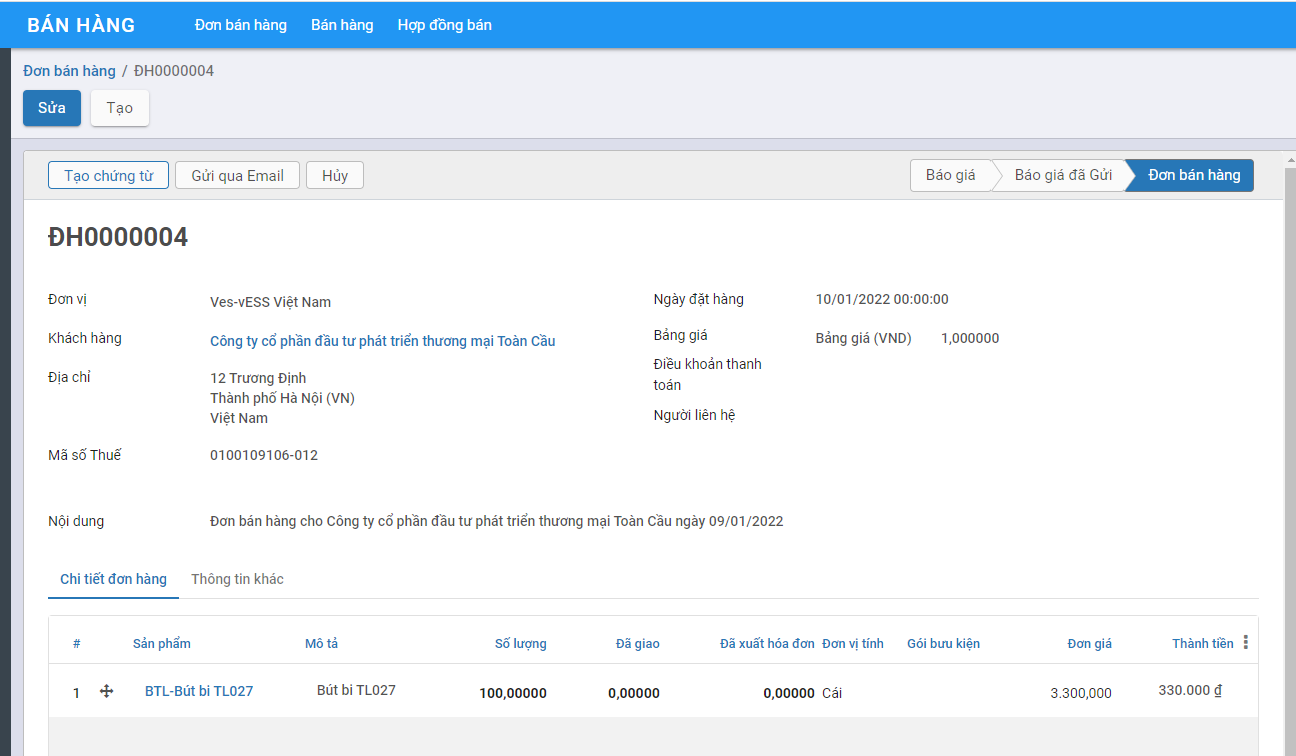 BÁN HÀNG Đơn bán hàng Bán hàng Hợp đồng bán
Đơn bán hàng / ĐH0000004
Sửa Tạo
Tạo chứng từ Gửi qua Email Hủy Báo giá Báo giá đã Gửi Đơn bán hàng
ĐH0000004
Đơn vị Ves-vESS Việt Nam
Ngày đặt hàng 10/01/2022 00:00:00
Khách hàng Công ty cổ phần đầu tư phát triển thương mại Toàn Cầu
Bảng giá Bảng giá (VND) 1,000000
Địa chỉ 12 Trương Định
Thành phố Hà Nội (VN)
Việt Nam
Điều khoản thanh
toán
Người liên hệ
Mã số Thuế 0100109106-012
Nội dung Đơn bán hàng cho Công ty cổ phần đầu tư phát triển thương mại Toàn Cầu ngày 09/01/2022
Chi tiết đơn hàng Thông tin khác
# Sản phẩm Mô tả Số lượng Đã giao Đã xuất hóa đơn Đơn vị tính Gói bưu kiện Đơn giá Thành tiền
1 BTL-Bút bi TL027 Bút bi TL027 100,00000 0,00000 0,00000 Cái 3.300,000 330.000 ₫